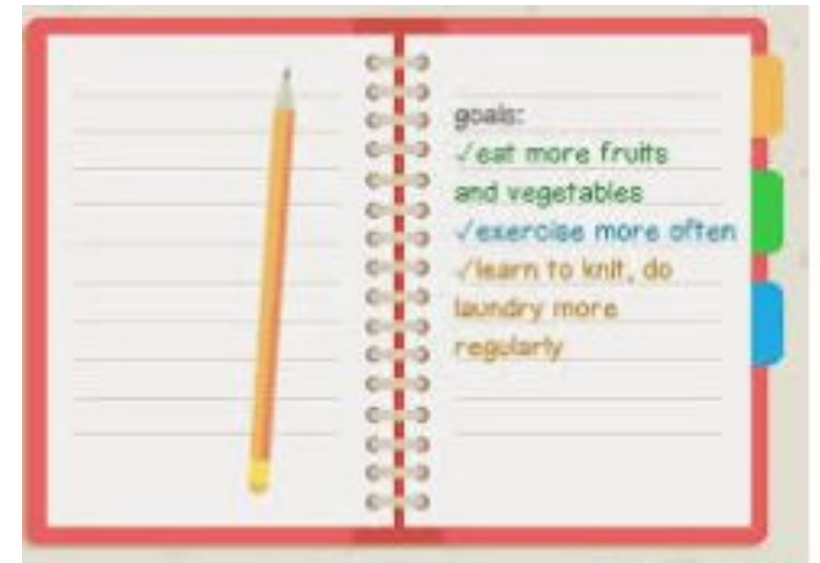 goals:
✓eat more fruits
and vegetables
✓exercise more often
✓learn to knit, do
laundry more
regularly